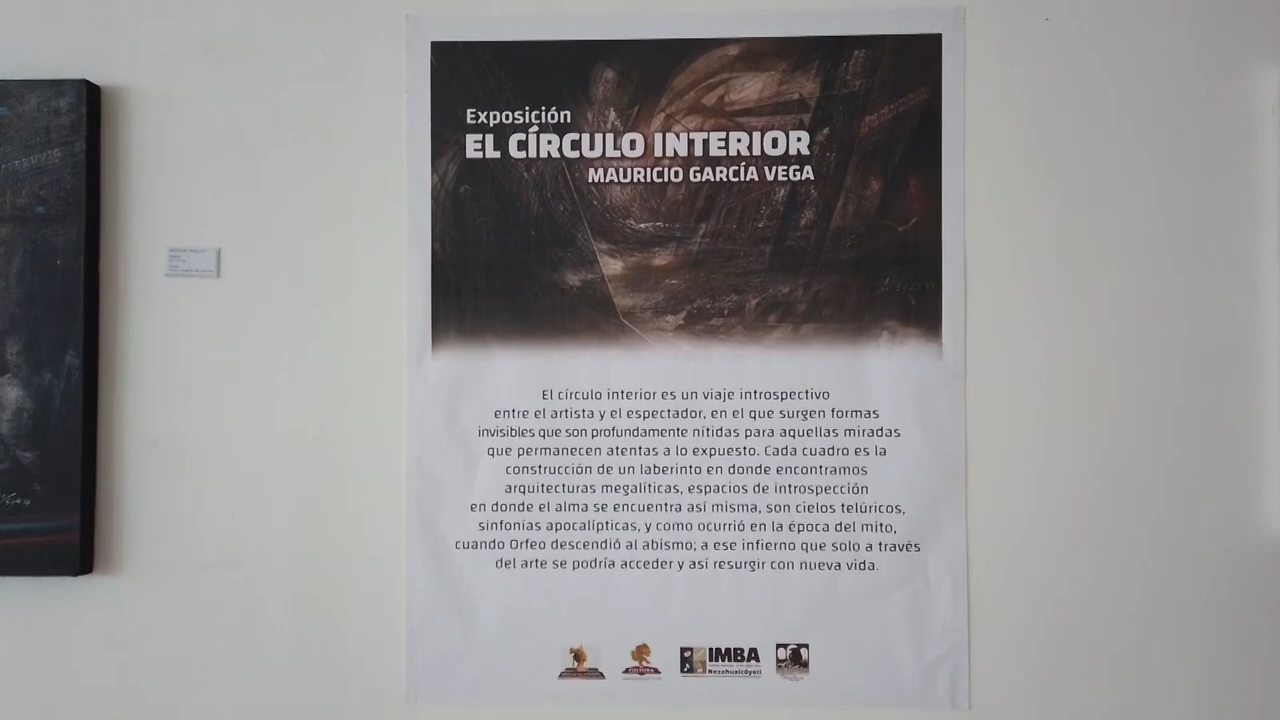 Exposición
EL CÍRCULO INTERIOR
MAURICIO GARCÍA VEGA
El círculo interior es un viaje introspectivo
entre el artista y el espectador, en el que surgen formas
invisibles que son profundamente nítidas para aquellas miradas
que permanecen atentas a lo expuesto. Cada cuadro es la
construcción de un laberinto en donde encontramos
arquitecturas megalíticas, espacios de introspección
en donde el alma se encuentra así misma, son cielos telúricos,
sinfonías apocalípticas, y como ocurrió en la época del mito,
cuando Orfeo descendió al abismo; a ese infierno que solo a través
del arte se podría acceder y así resurgir con nueva vida.
CULTURA
IMBA
Nezahualcóyotl